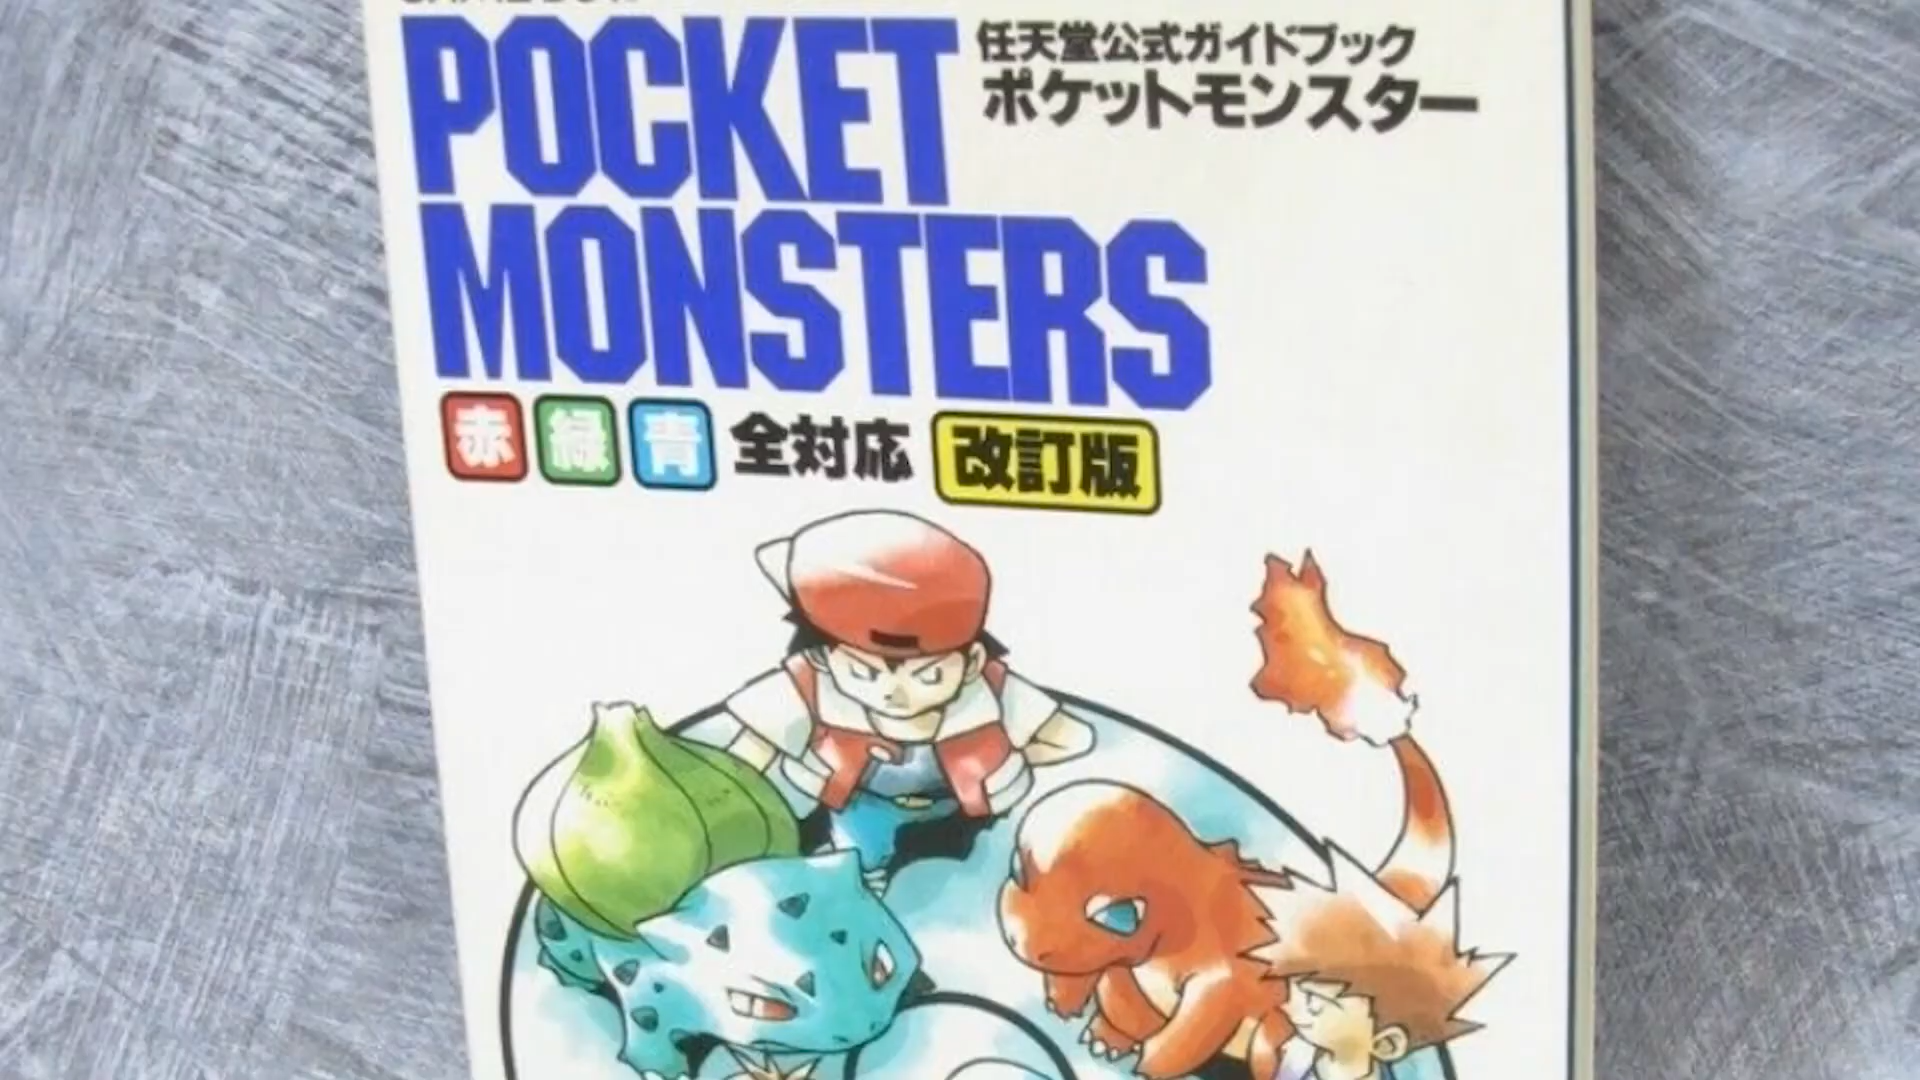 POCKET
MONSTERS
任天堂公式ガイドブック
ポケットモンスター
赤 緑 青 全対応 改訂版